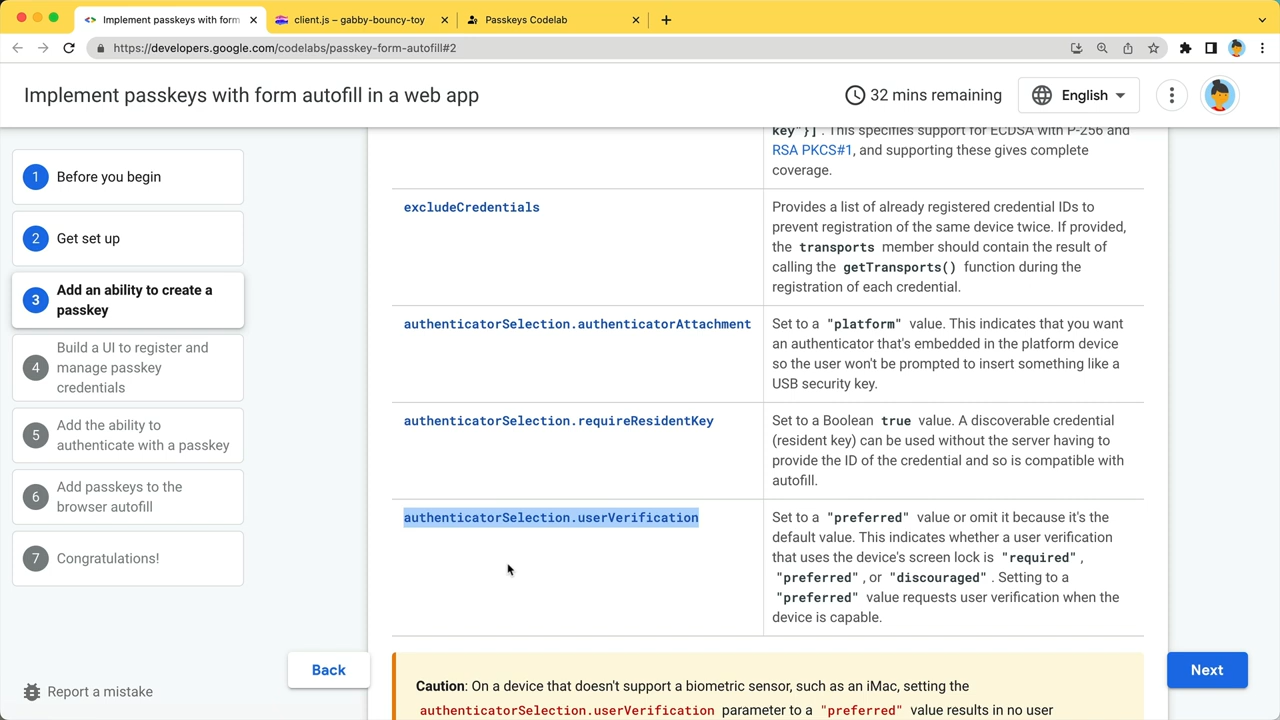 Implement passkeys with form
client.js – gabby-bouncy-toy
Passkeys Codelab
https://developers.google.com/codelabs/passkey-form-autofill#2
Implement passkeys with form autofill in a web app
32 mins remaining
English
1 Before you begin
2 Get set up
3 Add an ability to create a
passkey
4 Build a UI to register and
manage passkey
credentials
5 Add the ability to
authenticate with a passkey
6 Add passkeys to the
browser autofill
7 Congratulations!
Report a mistake
key"}] . This specifies support for ECDSA with P-256 and
RSA PKCS#1, and supporting these gives complete
coverage.
excludeCredentials
Provides a list of already registered credential IDs to
prevent registration of the same device twice. If provided,
the transports member should contain the result of
calling the getTransports() function during the
registration of each credential.
authenticatorSelection.authenticatorAttachment
Set to a "platform" value. This indicates that you want
an authenticator that's embedded in the platform device
so the user won't be prompted to insert something like a
USB security key.
authenticatorSelection.requireResidentKey
Set to a Boolean true value. A discoverable credential
(resident key) can be used without the server having to
provide the ID of the credential and so is compatible with
autofill.
authenticatorSelection.userVerification
Set to a "preferred" value or omit it because it's the
default value. This indicates whether a user verification
that uses the device's screen lock is "required" ,
"preferred" , or "discouraged" . Setting to a
"preferred" value requests user verification when the
device is capable.
Back
Next
Caution: On a device that doesn't support a biometric sensor, such as an iMac, setting the
authenticatorSelection.userVerification parameter to a "preferred" value results in no user